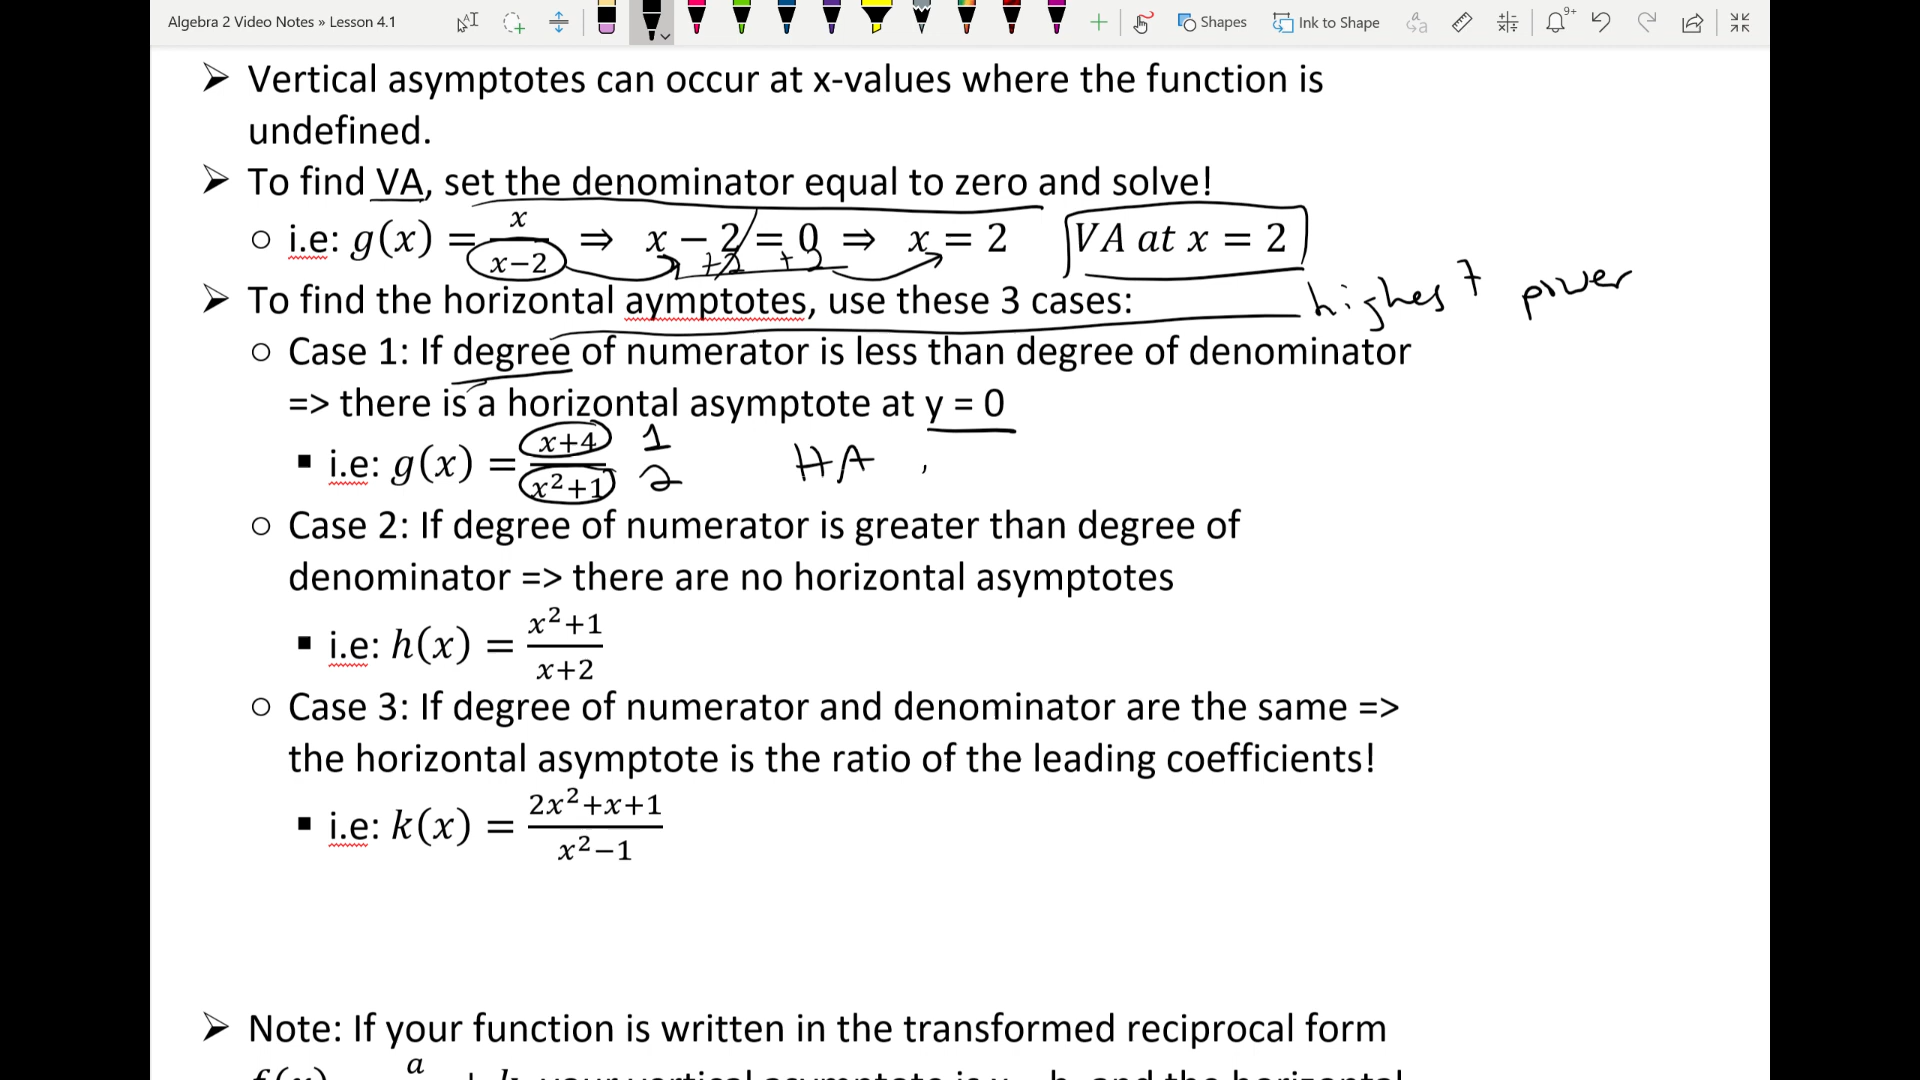 Algebra 2 Video Notes » Lesson 4.1
Shapes
Ink to Shape
9+
➢ Vertical asymptotes can occur at x-values where the function is
undefined.
➢ To find VA, set the denominator equal to zero and solve!
○ i.e: g(x) = x/(x−2) ⇒ x − 2 = 0 ⇒ x = 2 VA at x = 2
+2 +2
➢ To find the horizontal aymptotes, use these 3 cases: highest power
○ Case 1: If degree of numerator is less than degree of denominator
=> there is a horizontal asymptote at y = 0
▪ i.e: g(x) = (x+4)/(x²+1) 1 2 HA
○ Case 2: If degree of numerator is greater than degree of
denominator => there are no horizontal asymptotes
▪ i.e: h(x) = (x²+1)/(x+2)
○ Case 3: If degree of numerator and denominator are the same =>
the horizontal asymptote is the ratio of the leading coefficients!
▪ i.e: k(x) = (2x²+x+1)/(x²−1)
➢ Note: If your function is written in the transformed reciprocal form